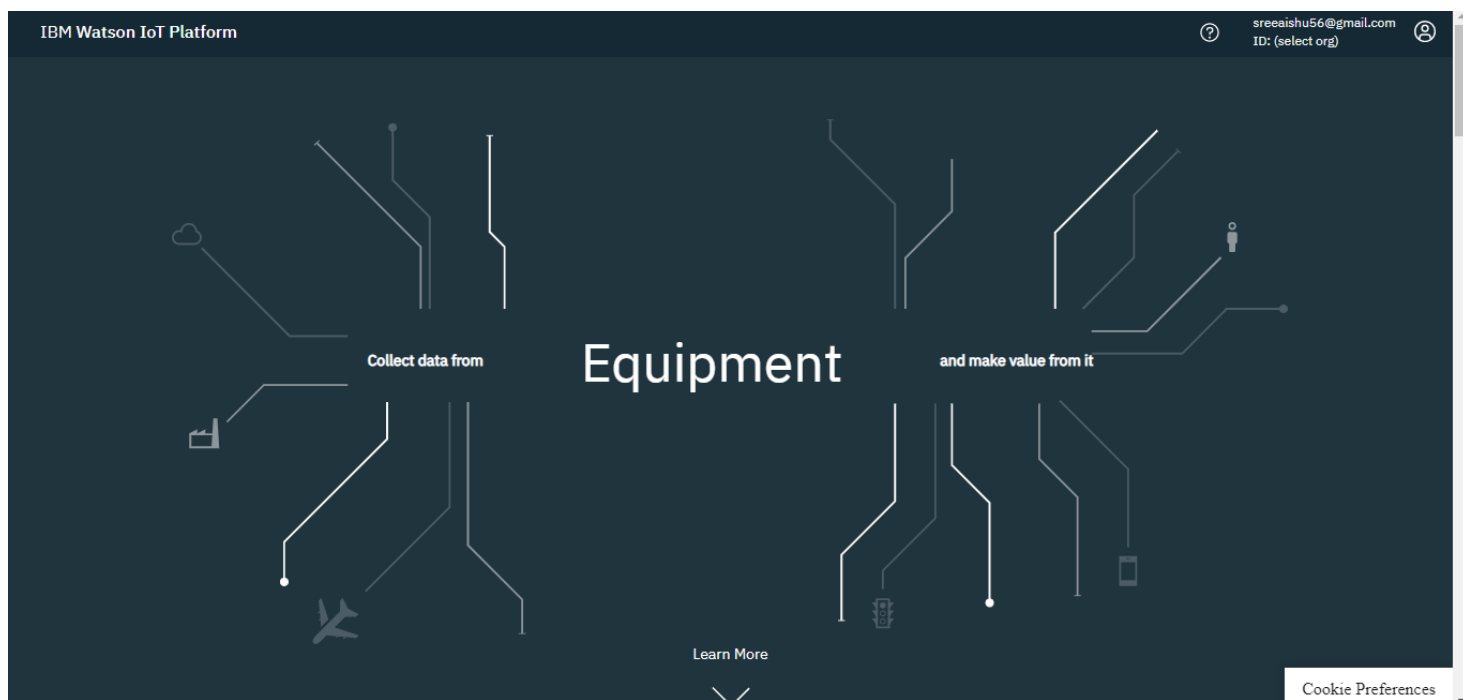 IBM Watson IoT Platform
sreeaishu56@gmail.com
ID: (select org)
Collect data from
Equipment
and make value from it
Learn More
Cookie Preferences